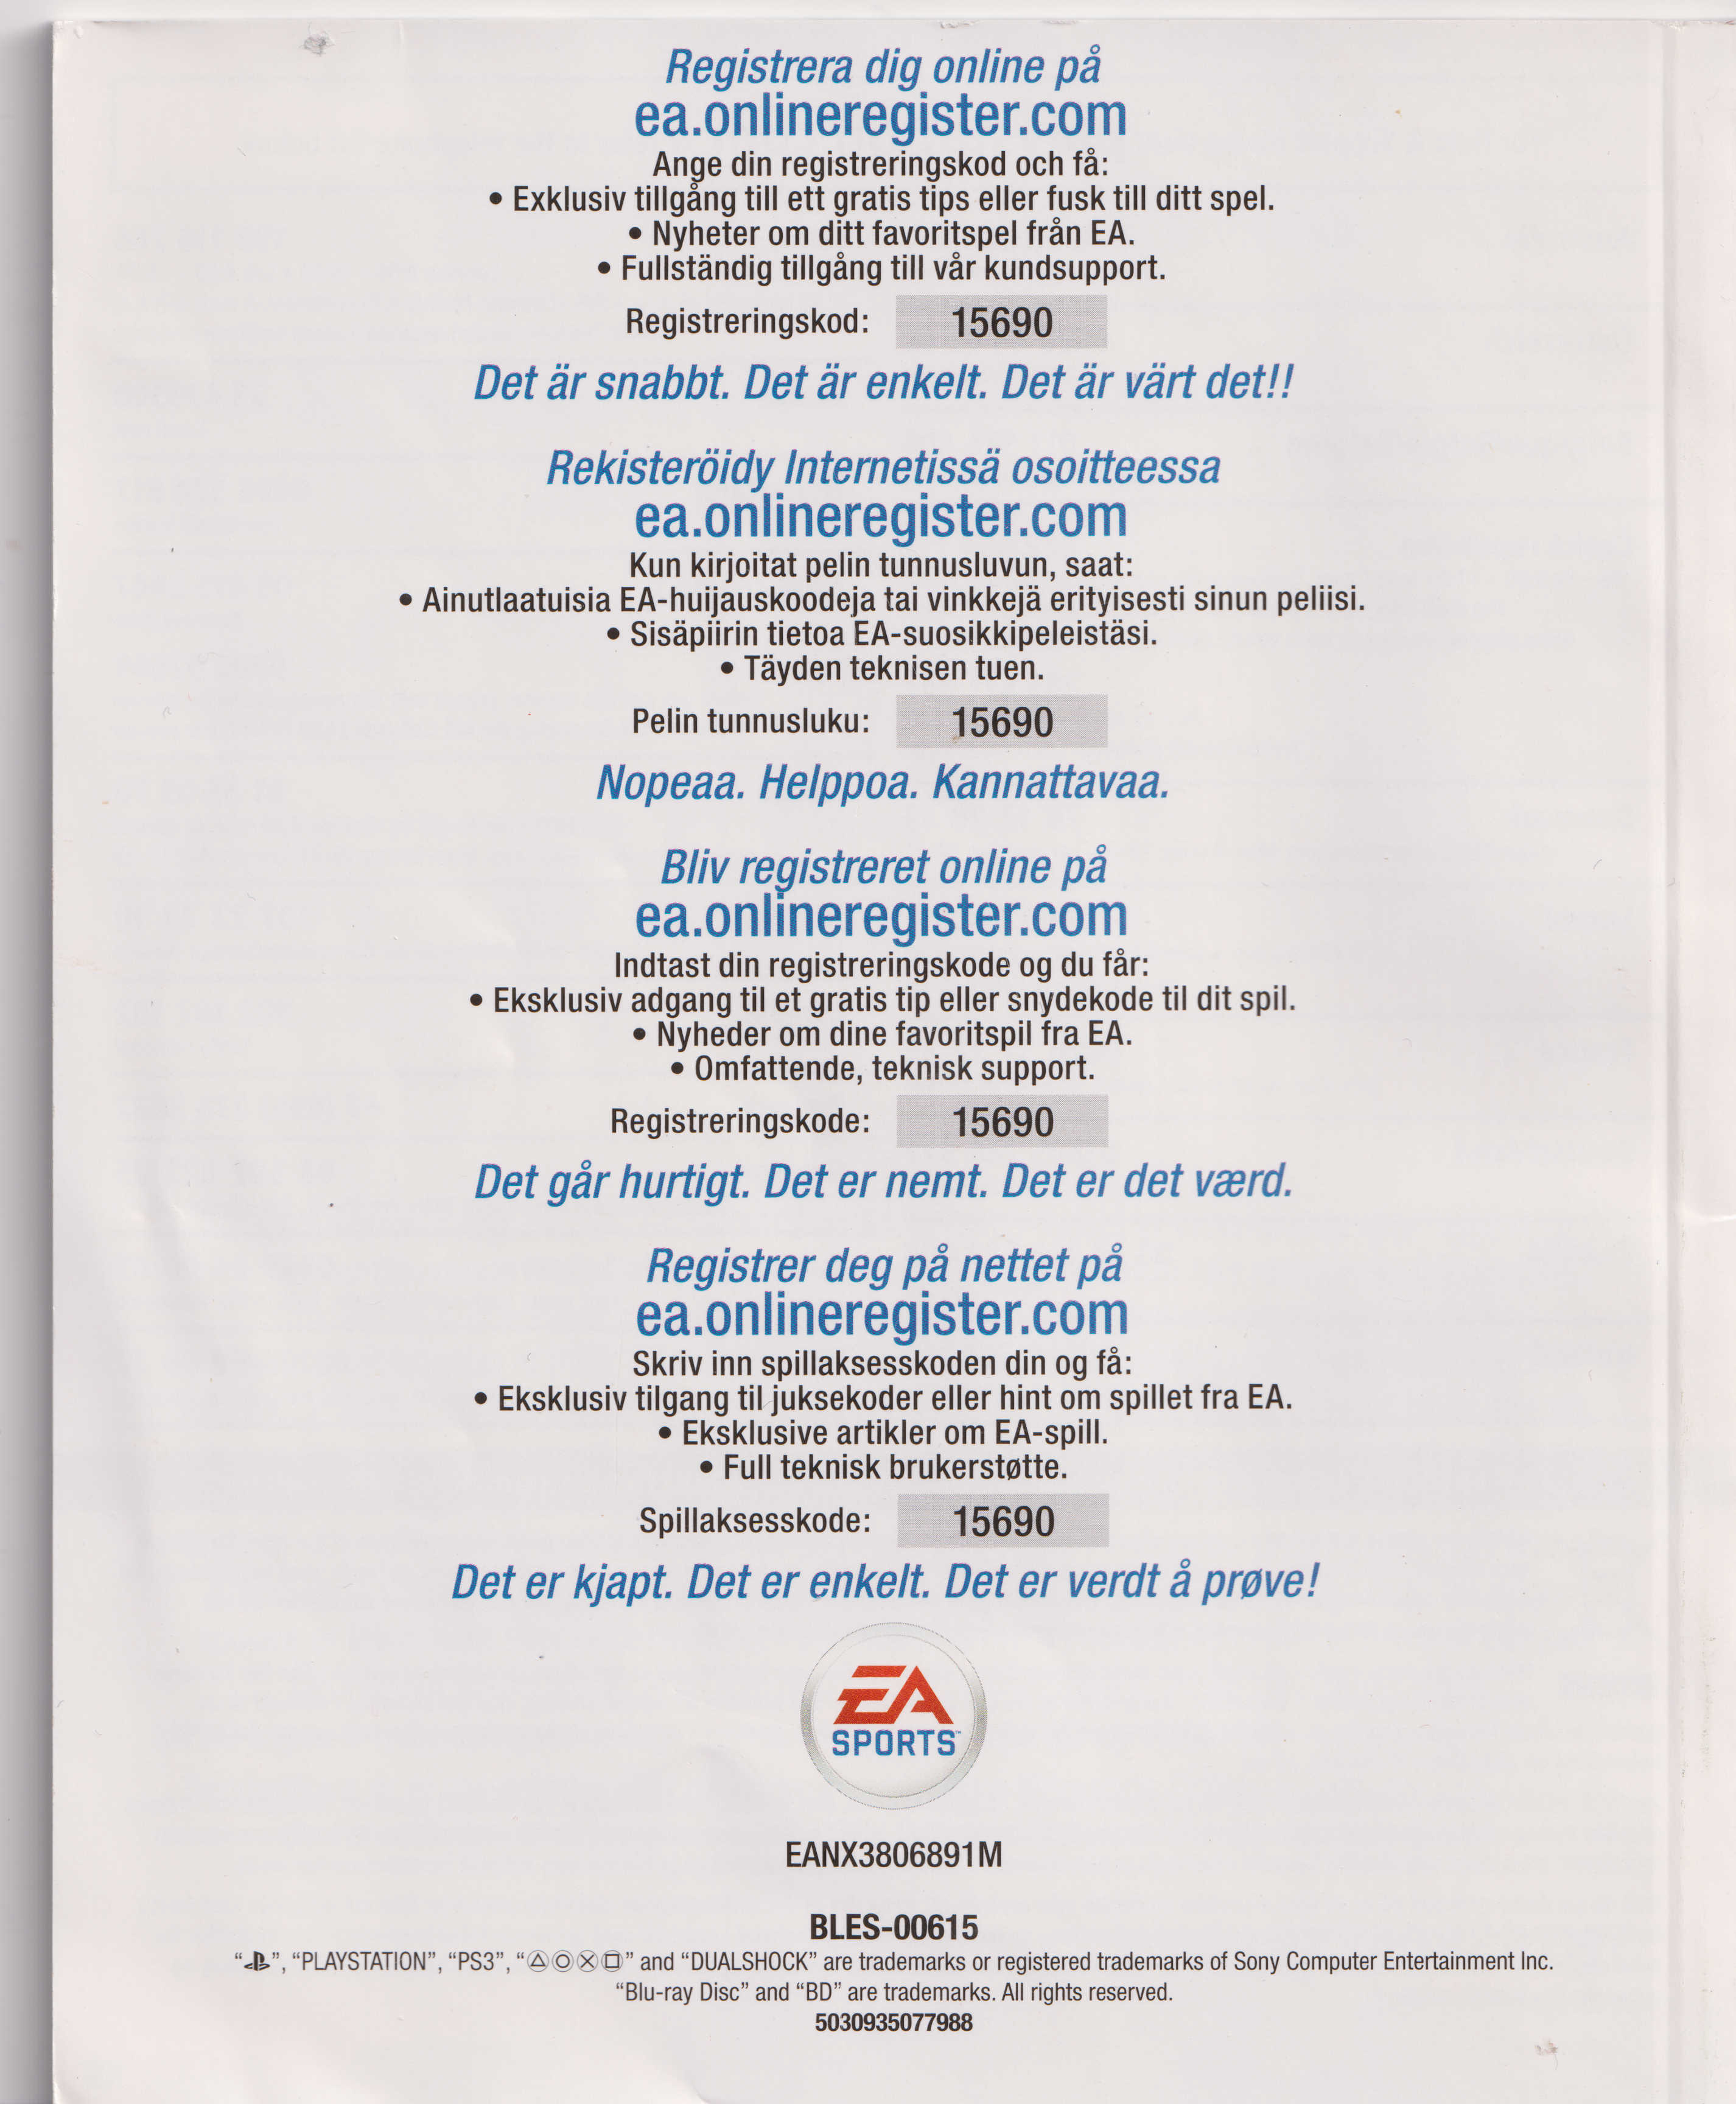 Registrera dig online på
ea.onlineregister.com
Ange din registreringskod och få:
• Exklusiv tillgång till ett gratis tips eller fusk till ditt spel.
• Nyheter om ditt favoritspel från EA.
• Fullständig tillgång till vår kundsupport.
Registreringskod: 15690
Det är snabbt. Det är enkelt. Det är värt det!!
Rekisteröidy Internetissä osoitteessa
ea.onlineregister.com
Kun kirjoitat pelin tunnusluvun, saat:
• Ainutlaatuisia EA-huijauskoodeja tai vinkkejä erityisesti sinun peliisi.
• Sisäpiirin tietoa EA-suosikkipeleistäsi.
• Täyden teknisen tuen.
Pelin tunnusluku: 15690
Nopeaa. Helppoa. Kannattavaa.
Bliv registreret online på
ea.onlineregister.com
Indtast din registreringskode og du får:
• Eksklusiv adgang til et gratis tip eller snydekode til dit spil.
• Nyheder om dine favoritspil fra EA.
• Omfattende, teknisk support.
Registreringskode: 15690
Det går hurtigt. Det er nemt. Det er det værd.
Registrer deg på nettet på
ea.onlineregister.com
Skriv inn spillaksesskoden din og få:
• Eksklusiv tilgang til juksekoder eller hint om spillet fra EA.
• Eksklusive artikler om EA-spill.
• Full teknisk brukerstøtte.
Spillaksesskode: 15690
Det er kjapt. Det er enkelt. Det er verdt å prøve!
EA
SPORTS™
EANX3806891M
BLES-00615
“PS”, “PLAYSTATION”, “PS3”, “△○✕□” and “DUALSHOCK” are trademarks or registered trademarks of Sony Computer Entertainment Inc.
“Blu-ray Disc” and “BD” are trademarks. All rights reserved.
5030935077988